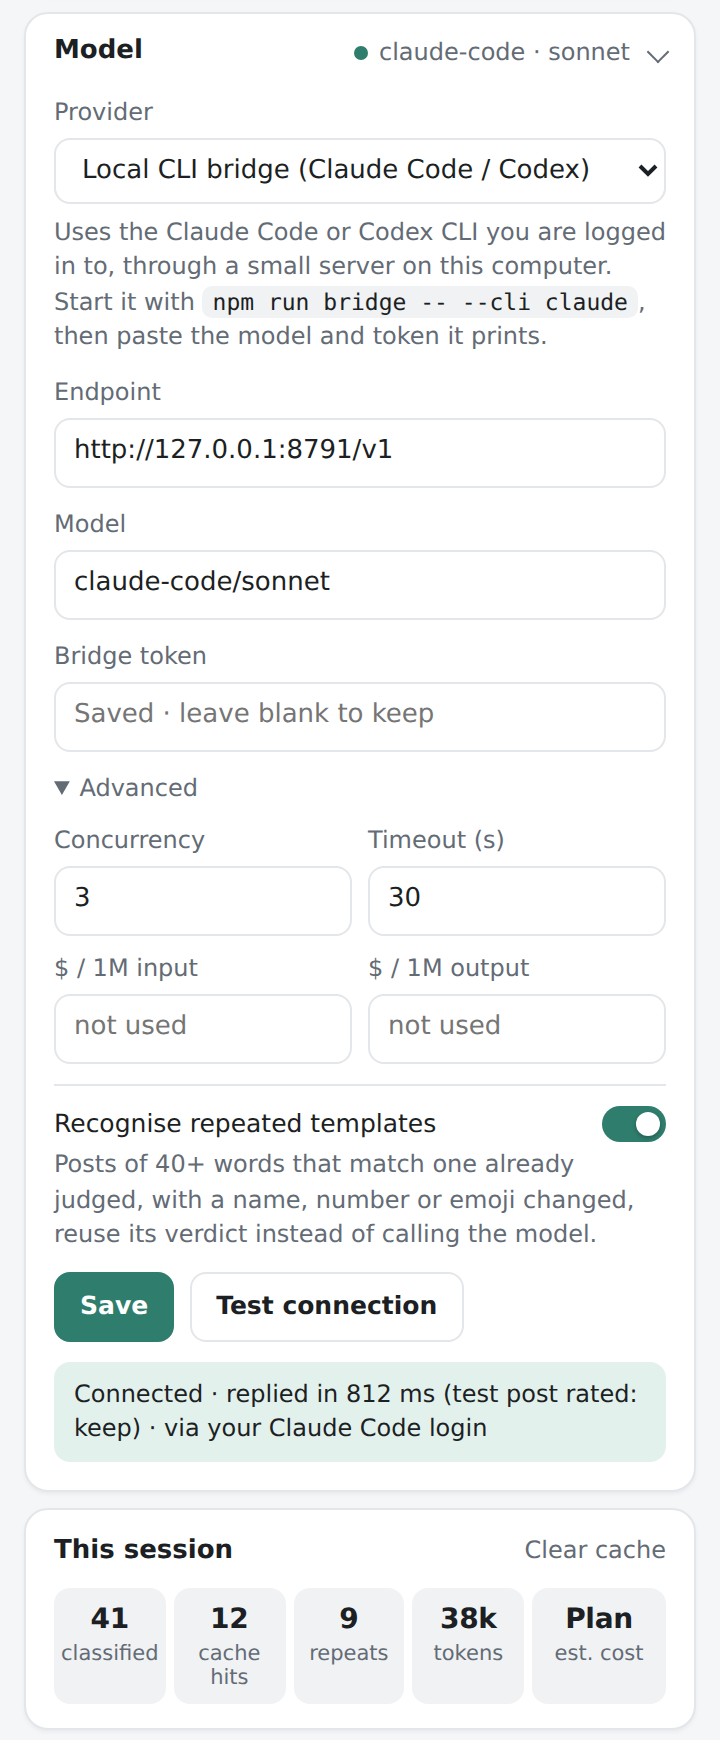 Model
claude-code · sonnet
Provider
Local CLI bridge (Claude Code / Codex)
Uses the Claude Code or Codex CLI you are logged
in to, through a small server on this computer.
Start it with npm run bridge -- --cli claude,
then paste the model and token it prints.
Endpoint
http://127.0.0.1:8791/v1
Model
claude-code/sonnet
Bridge token
Saved · leave blank to keep
Advanced
Concurrency Timeout (s)
3 30
$ / 1M input $ / 1M output
not used not used
Recognise repeated templates
Posts of 40+ words that match one already
judged, with a name, number or emoji changed,
reuse its verdict instead of calling the model.
Save Test connection
Connected · replied in 812 ms (test post rated:
keep) · via your Claude Code login
This session Clear cache
41 12 9 38k Plan
classified cache repeats tokens est. cost
hits